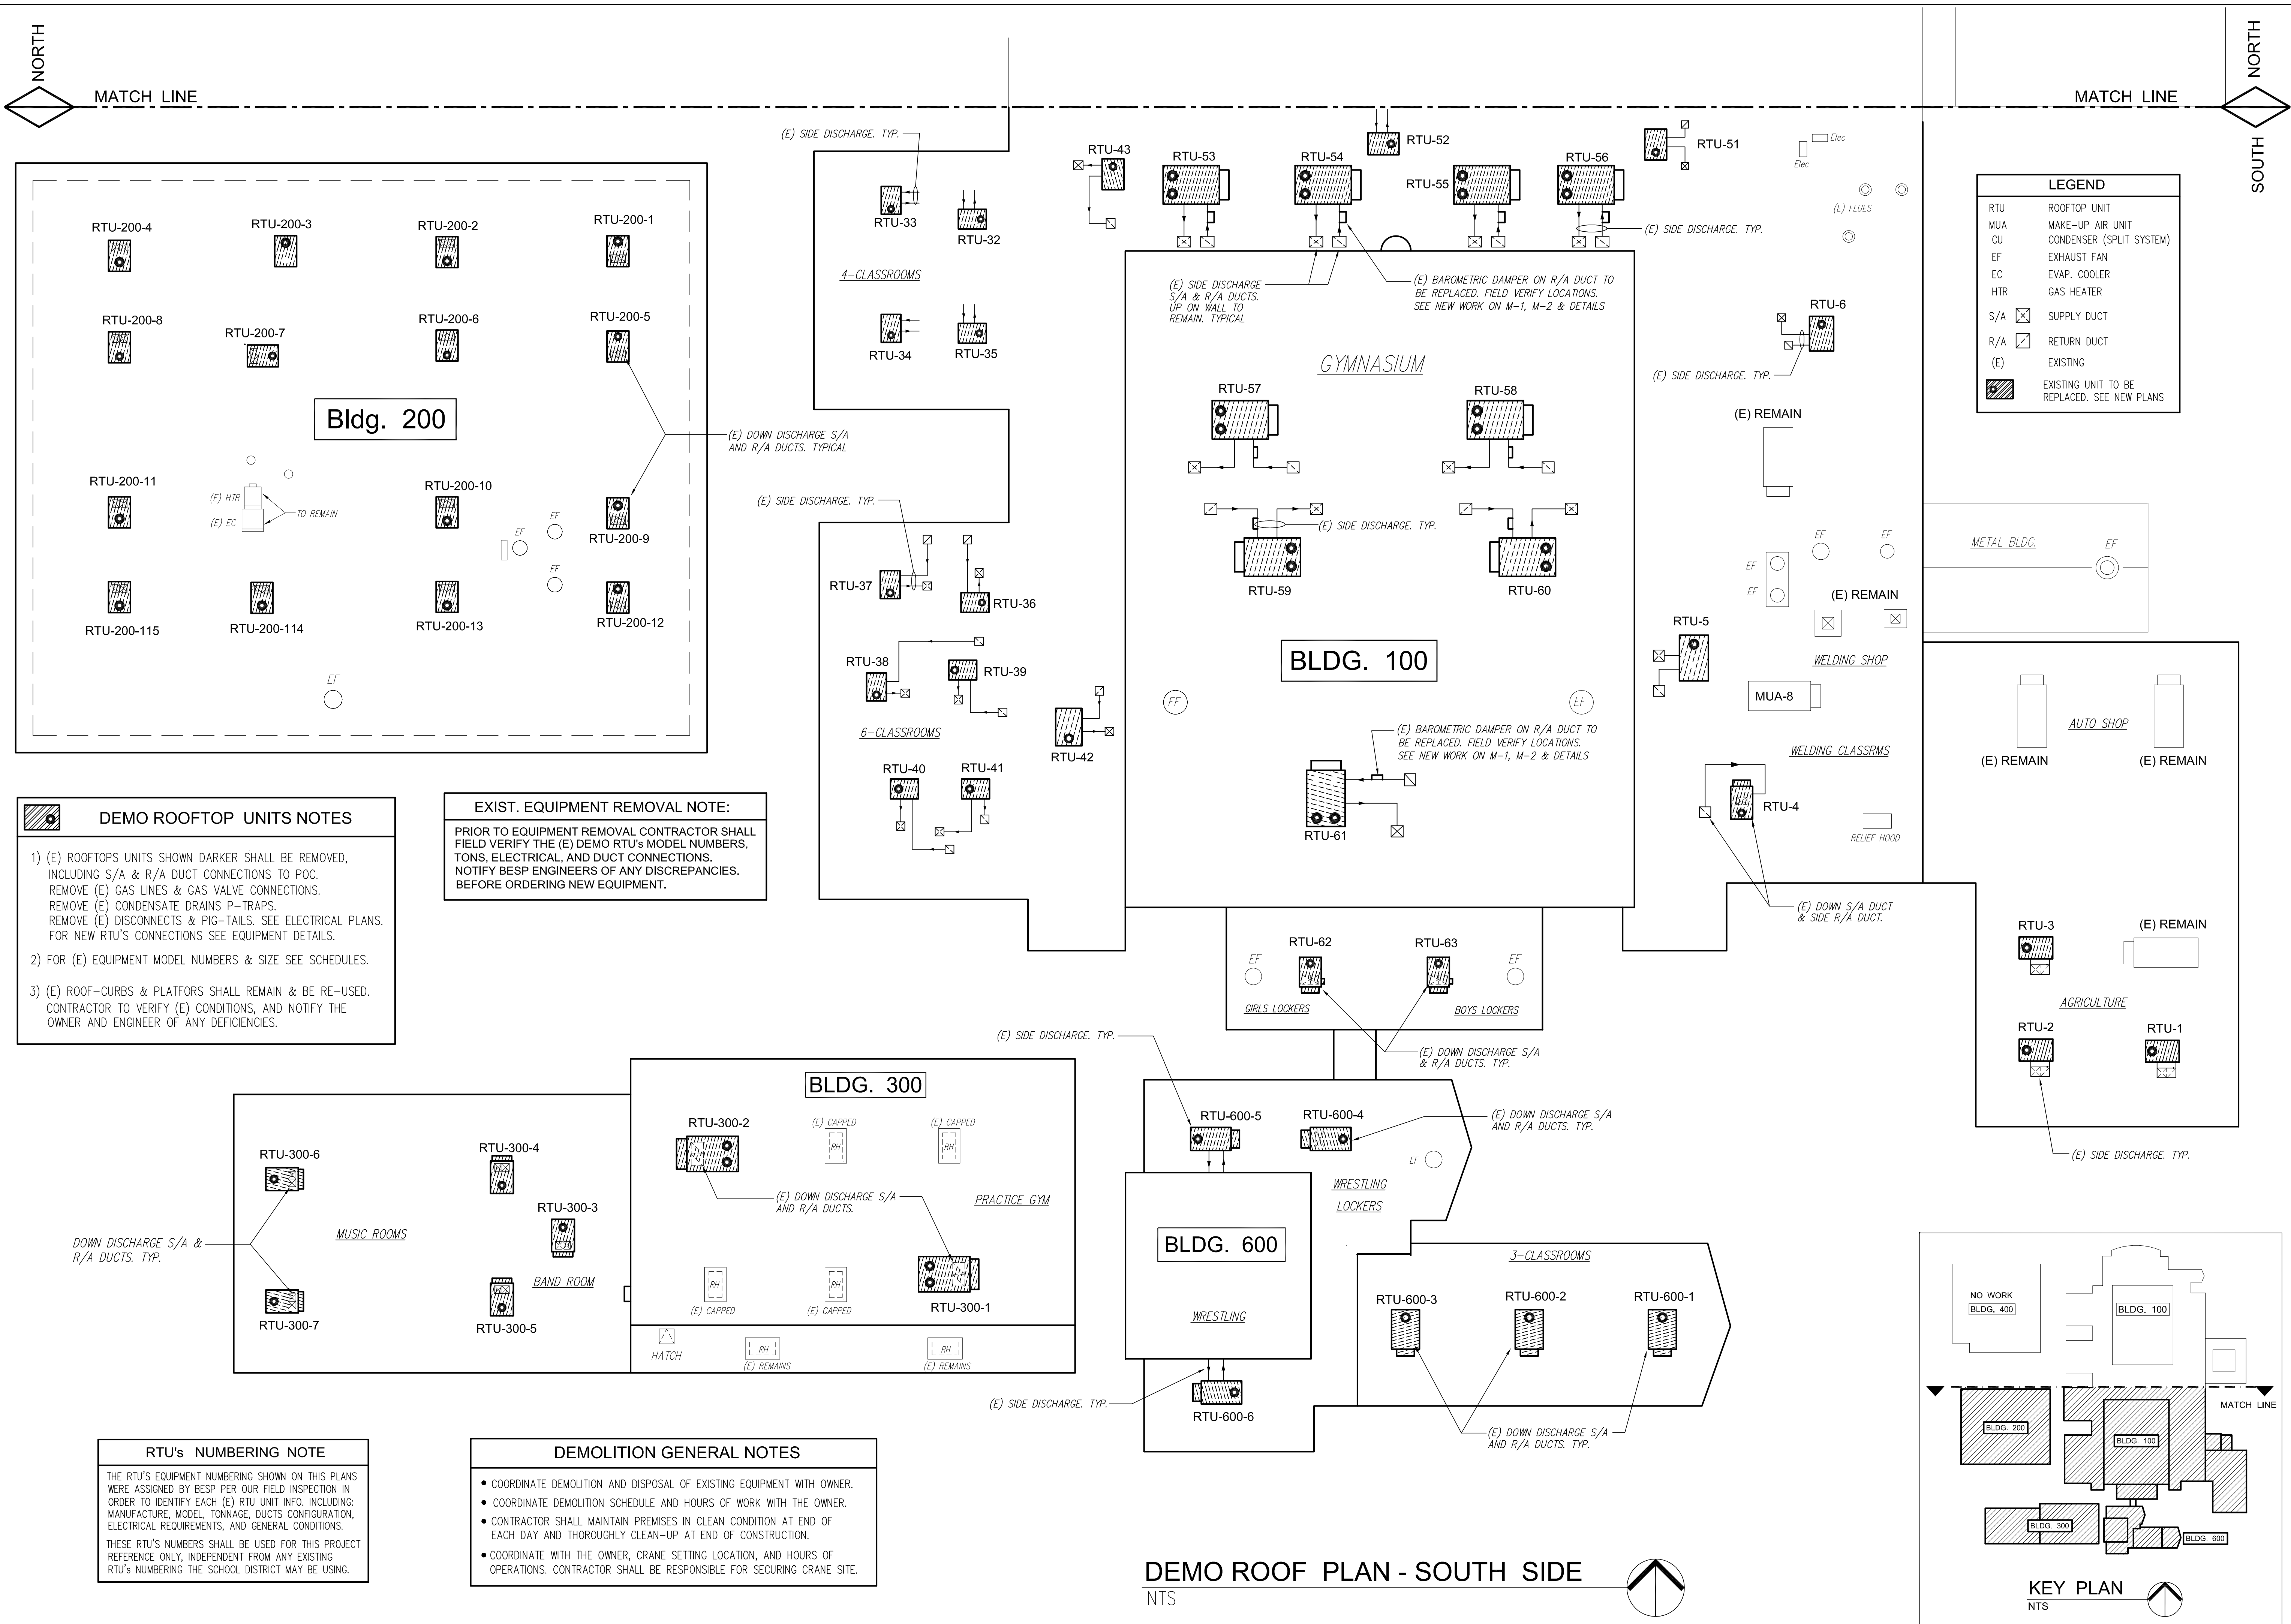 NORTH
MATCH LINE
MATCH LINE
NORTH
SOUTH
(E) SIDE DISCHARGE. TYP.
RTU-43
RTU-53
RTU-54
RTU-52
RTU-55
RTU-56
RTU-51
Elec
Elec
(E) FLUES
RTU-33
RTU-32
(E) SIDE DISCHARGE. TYP.
4-CLASSROOMS
RTU-34
RTU-35
(E) SIDE DISCHARGE
S/A & R/A DUCTS.
UP ON WALL TO
REMAIN. TYPICAL
(E) BAROMETRIC DAMPER ON R/A DUCT TO
BE REPLACED. FIELD VERIFY LOCATIONS.
SEE NEW WORK ON M-1, M-2 & DETAILS
LEGEND
RTU ROOFTOP UNIT
MUA MAKE-UP AIR UNIT
CU CONDENSER (SPLIT SYSTEM)
EF EXHAUST FAN
EC EVAP. COOLER
HTR GAS HEATER
S/A SUPPLY DUCT
R/A RETURN DUCT
(E) EXISTING
EXISTING UNIT TO BE
REPLACED. SEE NEW PLANS
RTU-200-4
RTU-200-3
RTU-200-2
RTU-200-1
RTU-200-8
RTU-200-7
RTU-200-6
RTU-200-5
Bldg. 200
(E) DOWN DISCHARGE S/A
AND R/A DUCTS. TYPICAL
RTU-200-11
RTU-200-10
RTU-200-9
(E) HTR
(E) EC
TO REMAIN
EF
EF
EF
RTU-200-115
RTU-200-114
RTU-200-13
RTU-200-12
EF
GYMNASIUM
RTU-57
RTU-58
(E) SIDE DISCHARGE. TYP.
RTU-59
RTU-60
BLDG. 100
EF
EF
(E) BAROMETRIC DAMPER ON R/A DUCT TO
BE REPLACED. FIELD VERIFY LOCATIONS.
SEE NEW WORK ON M-1, M-2 & DETAILS
RTU-61
RTU-6
(E) SIDE DISCHARGE. TYP.
(E) REMAIN
EF
EF
EF
EF
(E) REMAIN
METAL BLDG.
EF
RTU-5
WELDING SHOP
MUA-8
WELDING CLASSRMS
RTU-4
RELIEF HOOD
AUTO SHOP
(E) REMAIN
(E) REMAIN
(E) DOWN S/A DUCT
& SIDE R/A DUCT.
RTU-3
(E) REMAIN
AGRICULTURE
RTU-2
RTU-1
(E) SIDE DISCHARGE. TYP.
(E) SIDE DISCHARGE. TYP.
RTU-37
RTU-36
RTU-38
RTU-39
6-CLASSROOMS
RTU-42
RTU-40
RTU-41
DEMO ROOFTOP UNITS NOTES
1) (E) ROOFTOPS UNITS SHOWN DARKER SHALL BE REMOVED,
INCLUDING S/A & R/A DUCT CONNECTIONS TO POC.
REMOVE (E) GAS LINES & GAS VALVE CONNECTIONS.
REMOVE (E) CONDENSATE DRAINS P-TRAPS.
REMOVE (E) DISCONNECTS & PIG-TAILS. SEE ELECTRICAL PLANS.
FOR NEW RTU'S CONNECTIONS SEE EQUIPMENT DETAILS.
2) FOR (E) EQUIPMENT MODEL NUMBERS & SIZE SEE SCHEDULES.
3) (E) ROOF-CURBS & PLATFORS SHALL REMAIN & BE RE-USED.
CONTRACTOR TO VERIFY (E) CONDITIONS, AND NOTIFY THE
OWNER AND ENGINEER OF ANY DEFICIENCIES.
EXIST. EQUIPMENT REMOVAL NOTE:
PRIOR TO EQUIPMENT REMOVAL CONTRACTOR SHALL
FIELD VERIFY THE (E) DEMO RTU's MODEL NUMBERS,
TONS, ELECTRICAL, AND DUCT CONNECTIONS.
NOTIFY BESP ENGINEERS OF ANY DISCREPANCIES.
BEFORE ORDERING NEW EQUIPMENT.
RTU-62
RTU-63
EF
EF
GIRLS LOCKERS
BOYS LOCKERS
(E) DOWN DISCHARGE S/A
& R/A DUCTS. TYP.
(E) SIDE DISCHARGE. TYP.
RTU-600-5
RTU-600-4
(E) DOWN DISCHARGE S/A
AND R/A DUCTS. TYP.
EF
WRESTLING
LOCKERS
BLDG. 600
WRESTLING
3-CLASSROOMS
RTU-600-3
RTU-600-2
RTU-600-1
(E) DOWN DISCHARGE S/A
AND R/A DUCTS. TYP.
(E) SIDE DISCHARGE. TYP.
RTU-600-6
BLDG. 300
RTU-300-2
(E) CAPPED
RH
(E) CAPPED
RH
(E) DOWN DISCHARGE S/A
AND R/A DUCTS.
PRACTICE GYM
RTU-300-6
RTU-300-4
RTU-300-3
MUSIC ROOMS
DOWN DISCHARGE S/A &
R/A DUCTS. TYP.
BAND ROOM
RTU-300-7
RTU-300-5
RH
(E) CAPPED
RH
(E) CAPPED
RTU-300-1
HATCH
RH
(E) REMAINS
RH
(E) REMAINS
RTU's NUMBERING NOTE
THE RTU'S EQUIPMENT NUMBERING SHOWN ON THIS PLANS
WERE ASSIGNED BY BESP PER OUR FIELD INSPECTION IN
ORDER TO IDENTIFY EACH (E) RTU UNIT INFO. INCLUDING:
MANUFACTURE, MODEL, TONNAGE, DUCTS CONFIGURATION,
ELECTRICAL REQUIREMENTS, AND GENERAL CONDITIONS.
THESE RTU'S NUMBERS SHALL BE USED FOR THIS PROJECT
REFERENCE ONLY, INDEPENDENT FROM ANY EXISTING
RTU's NUMBERING THE SCHOOL DISTRICT MAY BE USING.
DEMOLITION GENERAL NOTES
• COORDINATE DEMOLITION AND DISPOSAL OF EXISTING EQUIPMENT WITH OWNER.
• COORDINATE DEMOLITION SCHEDULE AND HOURS OF WORK WITH THE OWNER.
• CONTRACTOR SHALL MAINTAIN PREMISES IN CLEAN CONDITION AT END OF
EACH DAY AND THOROUGHLY CLEAN-UP AT END OF CONSTRUCTION.
• COORDINATE WITH THE OWNER, CRANE SETTING LOCATION, AND HOURS OF
OPERATIONS. CONTRACTOR SHALL BE RESPONSIBLE FOR SECURING CRANE SITE.
DEMO ROOF PLAN - SOUTH SIDE
NTS
NO WORK
BLDG, 400
BLDG. 100
MATCH LINE
BLDG. 200
BLDG. 100
BLDG. 300
BLDG. 600
KEY PLAN
NTS